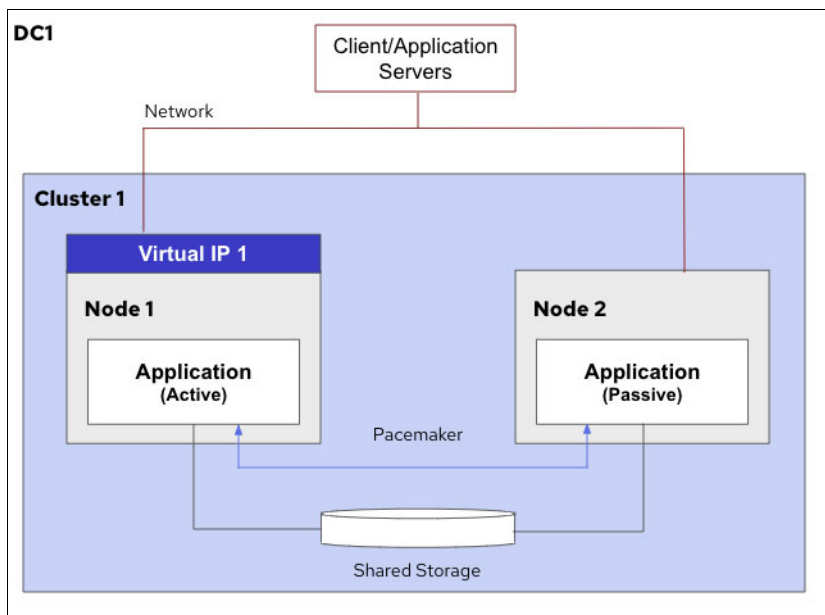 DC1
Client/Application
Servers
Network
Cluster 1
Virtual IP 1
Node 1
Node 2
Application
(Active)
Application
(Passive)
Pacemaker
Shared Storage